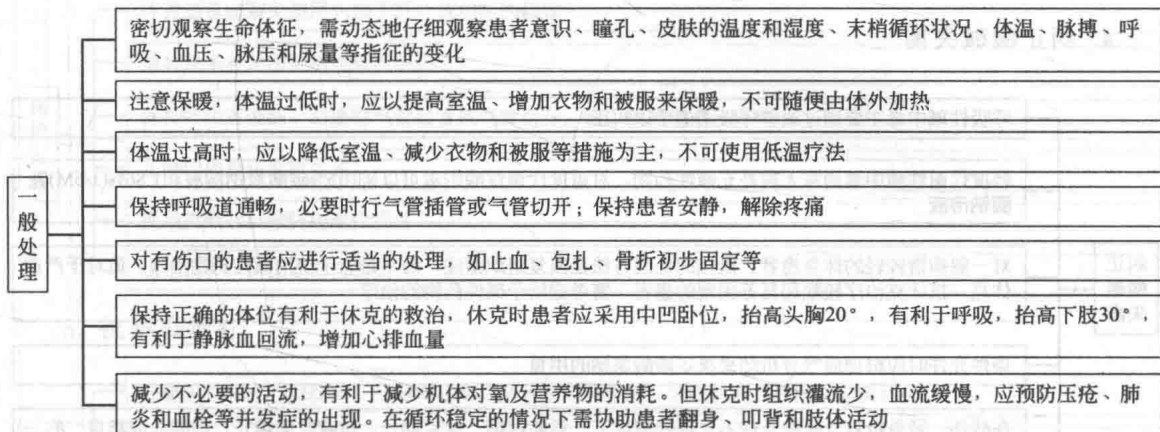 密切观察生命体征，需动态地仔细观察患者意识、瞳孔、皮肤的温度和湿度、末梢循环状况、体温、脉搏、呼
吸、血压、脉压和尿量等指征的变化
注意保暖，体温过低时，应以提高室温、增加衣物和被服来保暖，不可随便由体外加热
体温过高时，应以降低室温、减少衣物和被服等措施为主，不可使用低温疗法
一般处理
保持呼吸道通畅，必要时行气管插管或气管切开；保持患者安静，解除疼痛
对有伤口的患者应进行适当的处理，如止血、包扎、骨折初步固定等
保持正确的体位有利于休克的救治，休克时患者应采用中凹卧位，抬高头胸20°，有利于呼吸，抬高下肢30°，
有利于静脉血回流，增加心排血量
减少不必要的活动，有利于减少机体对氧及营养物的消耗。但休克时组织灌流少，血流缓慢，应预防压疮、肺
炎和血栓等并发症的出现。在循环稳定的情况下需协助患者翻身、叩背和肢体活动